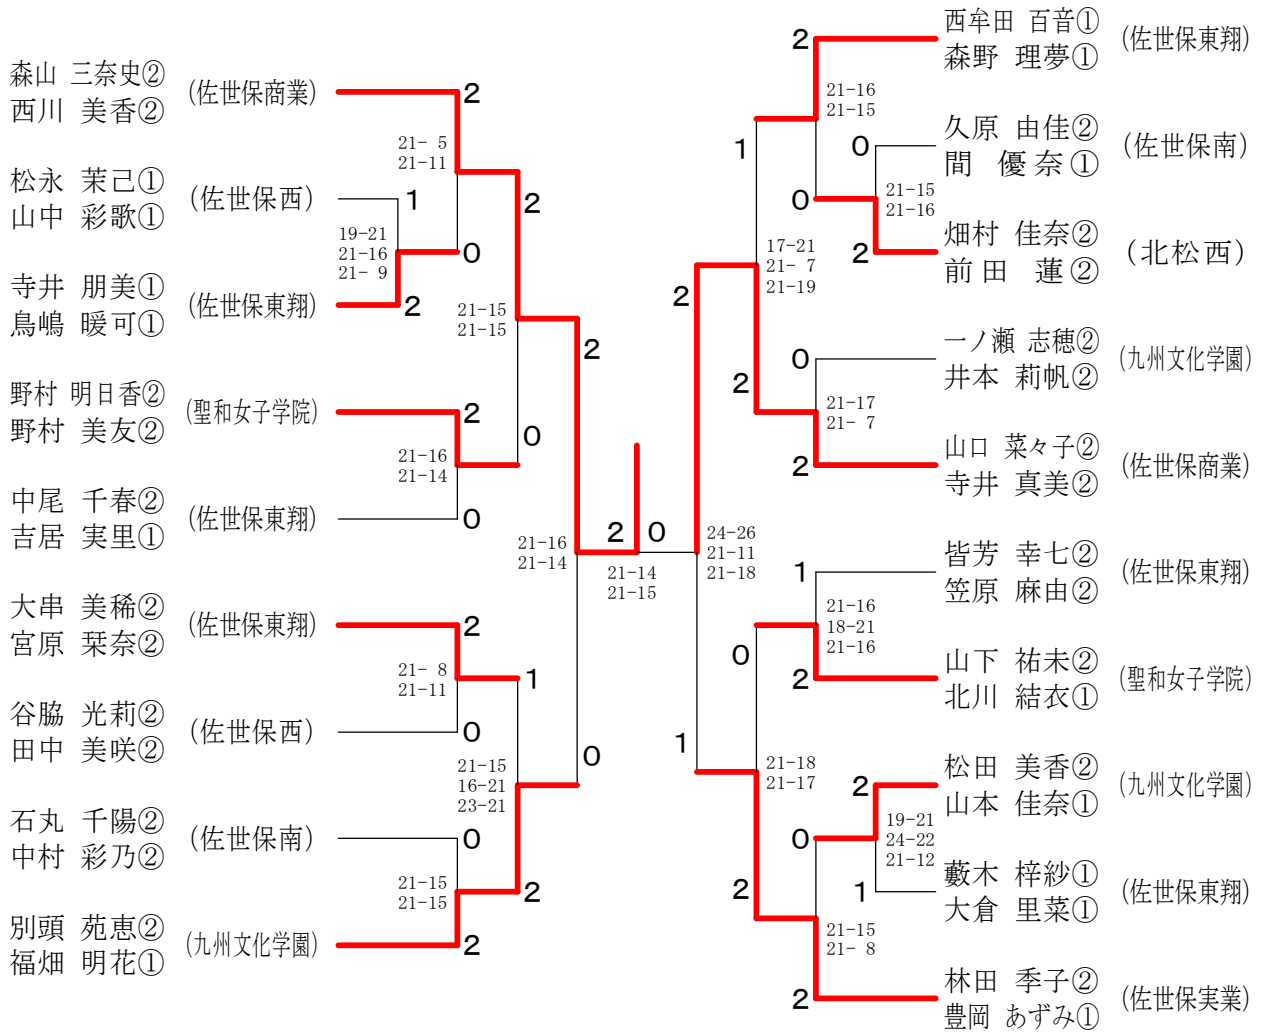 森山 三奈史②
西川 美香②
(佐世保商業)
2
21- 5
21-11
松永 茉己①
山中 彩歌①
(佐世保西)
1
2
19-21
21-16
21- 9
0
寺井 朋美①
鳥嶋 暖可①
(佐世保東翔)
2
21-15
21-15
2
野村 明日香②
野村 美友②
(聖和女子学院)
2
0
21-16
21-14
中尾 千春②
吉居 実里①
(佐世保東翔)
0
21-16
21-14
2
0
21-14
21-15
大串 美稀②
宮原 栞奈②
(佐世保東翔)
2
21- 8
21-11
1
谷脇 光莉②
田中 美咲②
(佐世保西)
0
0
21-15
16-21
23-21
石丸 千陽②
中村 彩乃②
(佐世保南)
0
21-15
21-15
2
別頭 苑恵②
福畑 明花①
(九州文化学園)
2
2
西牟田 百音①
森野 理夢①
(佐世保東翔)
21-16
21-15
1
0
久原 由佳②
間 優奈①
(佐世保南)
21-15
21-16
0
2
畑村 佳奈②
前田 蓮②
(北松西)
17-21
21- 7
21-19
2
0
一ノ瀬 志穂②
井本 莉帆②
(九州文化学園)
2
21-17
21- 7
2
山口 菜々子②
寺井 真美②
(佐世保商業)
24-26
21-11
21-18
1
皆芳 幸七②
笠原 麻由②
(佐世保東翔)
21-16
18-21
21-16
0
2
山下 祐未②
北川 結衣①
(聖和女子学院)
1
21-18
21-17
2
松田 美香②
山本 佳奈①
(九州文化学園)
19-21
24-22
21-12
0
1
藪木 梓紗①
大倉 里菜①
(佐世保東翔)
2
21-15
21- 8
2
林田 季子②
豊岡 あずみ①
(佐世保実業)